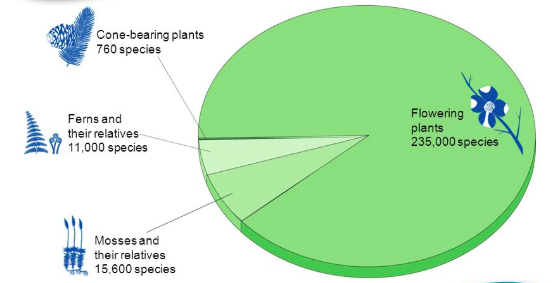 Cone-bearing plants
760 species
Ferns and
their relatives
11,000 species
Mosses and
their relatives
15,600 species
Flowering
plants
235,000 species